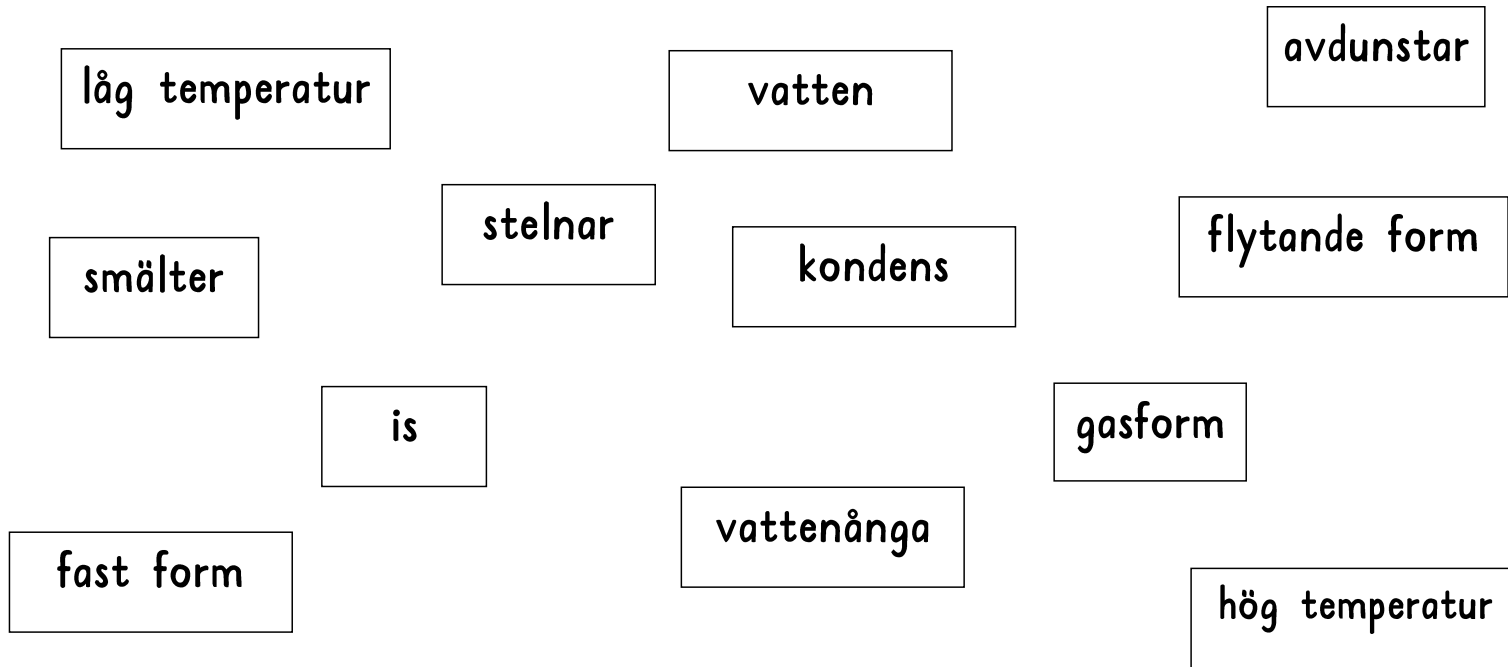 avdunstar
låg temperatur
vatten
stelnar
flytande form
kondens
smälter
is
gasform
vattenånga
fast form
hög temperatur